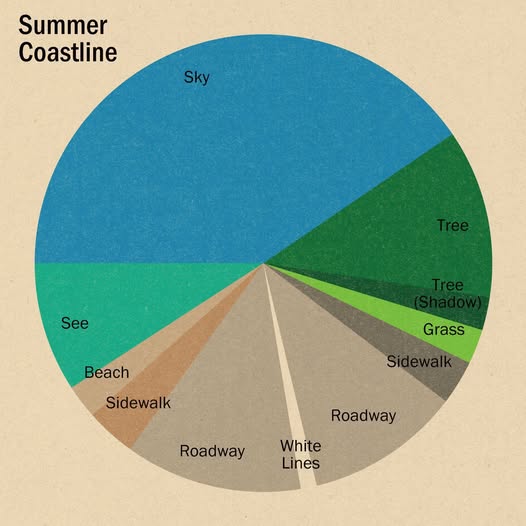 Summer
Coastline
Sky
Tree
Tree
(Shadow)
Grass
See
Sidewalk
Beach
Sidewalk
Roadway
White
Lines
Roadway